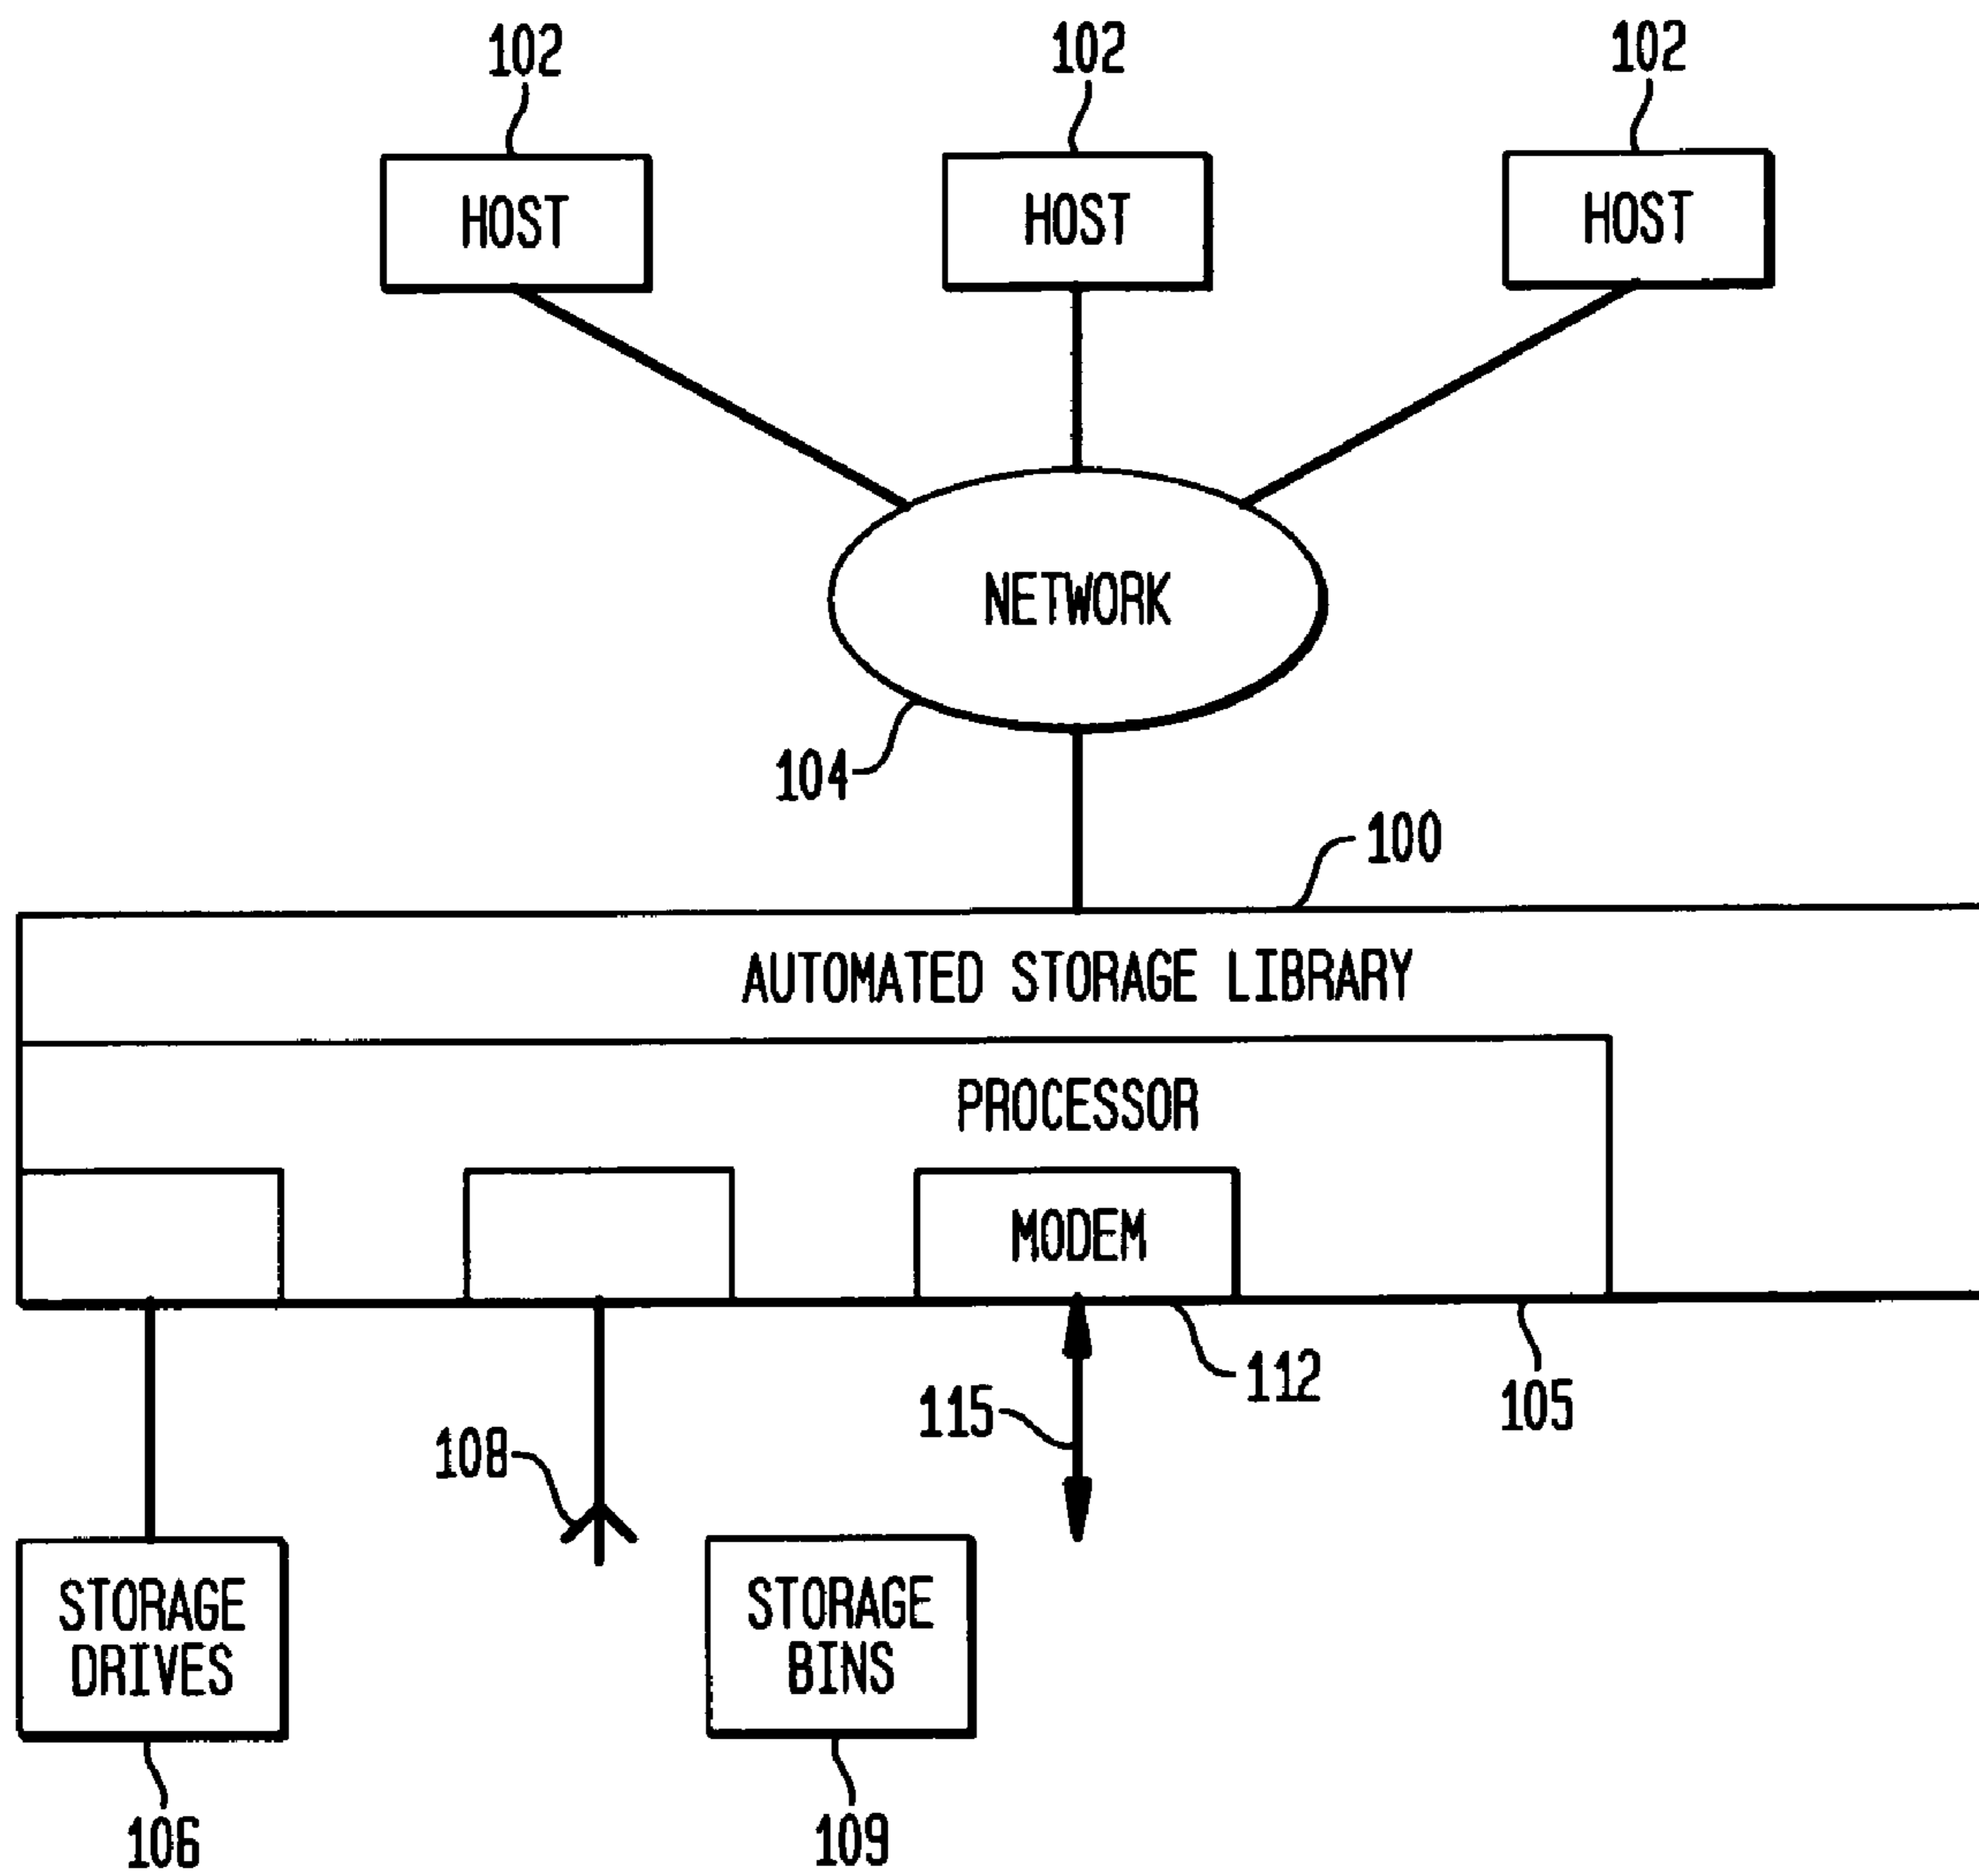 102 102 102
HOST HOST HOST
NETWORK
104
100
AUTOMATED STORAGE LIBRARY
PROCESSOR
MODEM
112
115
105
108
STORAGE
DRIVES
STORAGE
BINS
106
109